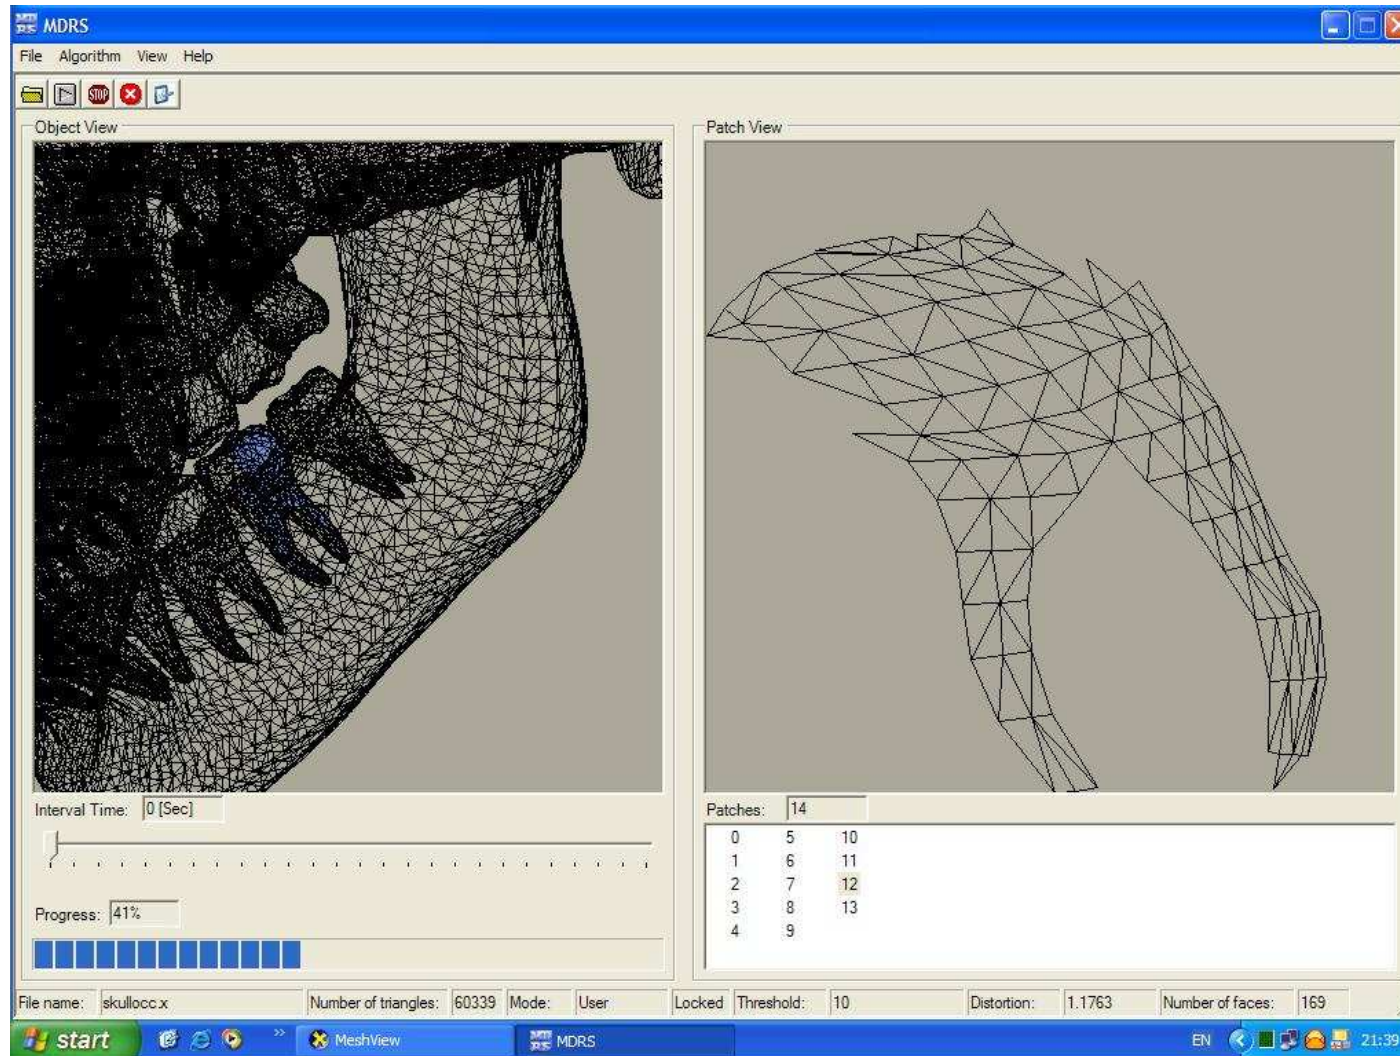 MDRS
File Algorithm View Help
STOP
Object View
Patch View
Interval Time: 0 [Sec]
Progress: 41%
Patches: 14
0 5 10
1 6 11
2 7 12
3 8 13
4 9
File name: skullocc.x Number of triangles: 60339 Mode: User Locked Threshold: 10 Distortion: 1.1763 Number of faces: 169
start » MeshView MDRS EN 21:39